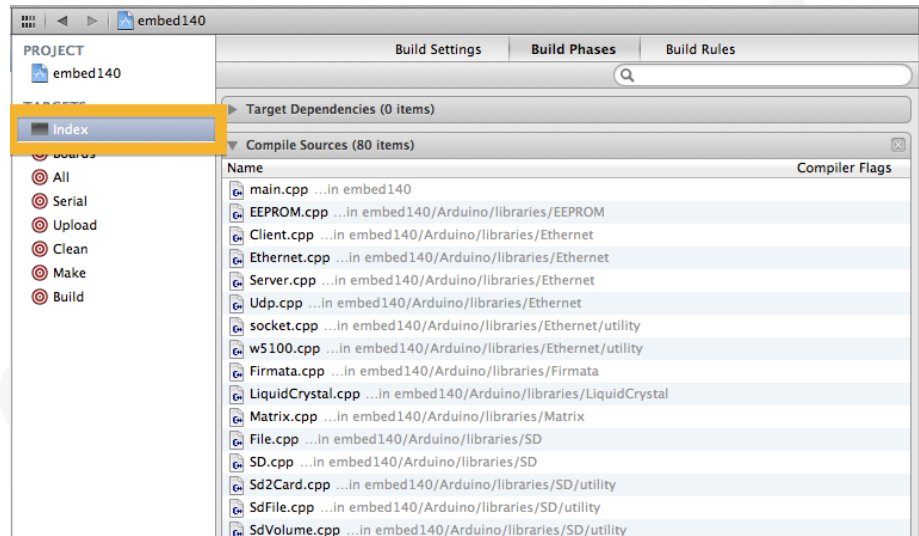 embed140
PROJECT
embed140
TARGETS
Index
Boards
All
Serial
Upload
Clean
Make
Build
Build Settings Build Phases Build Rules
Target Dependencies (0 items)
Compile Sources (80 items)
Name Compiler Flags
main.cpp ...in embed140
EEPROM.cpp ...in embed140/Arduino/libraries/EEPROM
Client.cpp ...in embed140/Arduino/libraries/Ethernet
Ethernet.cpp ...in embed140/Arduino/libraries/Ethernet
Server.cpp ...in embed140/Arduino/libraries/Ethernet
Udp.cpp ...in embed140/Arduino/libraries/Ethernet
socket.cpp ...in embed140/Arduino/libraries/Ethernet/utility
w5100.cpp ...in embed140/Arduino/libraries/Ethernet/utility
Firmata.cpp ...in embed140/Arduino/libraries/Firmata
LiquidCrystal.cpp ...in embed140/Arduino/libraries/LiquidCrystal
Matrix.cpp ...in embed140/Arduino/libraries/Matrix
File.cpp ...in embed140/Arduino/libraries/SD
SD.cpp ...in embed140/Arduino/libraries/SD
Sd2Card.cpp ...in embed140/Arduino/libraries/SD/utility
SdFile.cpp ...in embed140/Arduino/libraries/SD/utility
SdVolume.cpp ...in embed140/Arduino/libraries/SD/utility